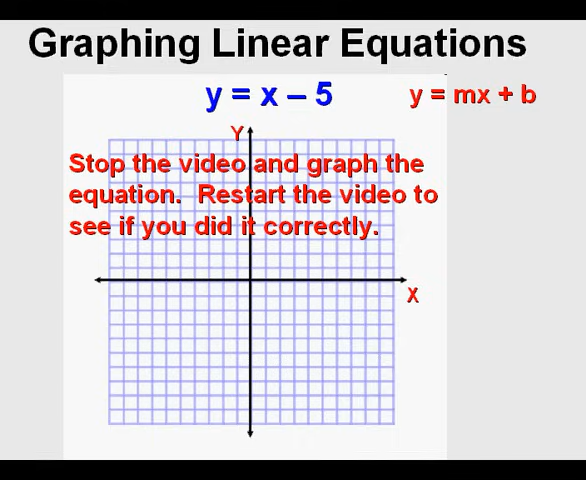 Graphing Linear Equations
y = x – 5
y = mx + b
Y
Stop the video and graph the
equation. Restart the video to
see if you did it correctly.
X